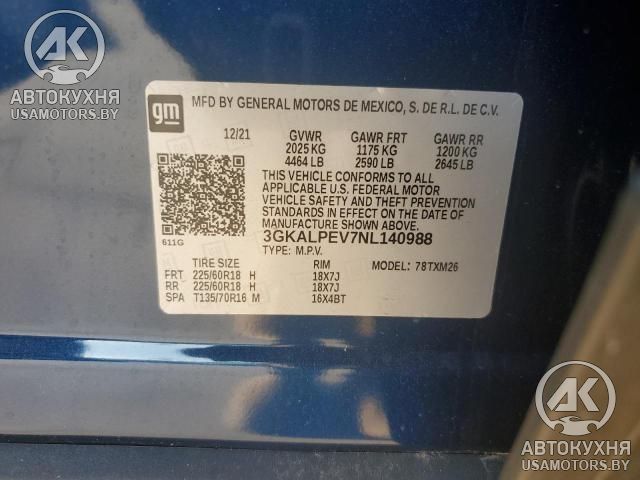 АВТОКУХНЯ
USAMOTORS.BY
АВТОКУХНЯ
USAMOTORS.BY
gm
MFD BY GENERAL MOTORS DE MEXICO, S. DE R.L. DE C.V.
12/21 GVWR GAWR FRT GAWR RR
2025 KG 1175 KG 1200 KG
4464 LB 2590 LB 2645 LB
THIS VEHICLE CONFORMS TO ALL
APPLICABLE U.S. FEDERAL MOTOR
VEHICLE SAFETY AND THEFT PREVENTION
STANDARDS IN EFFECT ON THE DATE OF
MANUFACTURE SHOWN ABOVE.
611G
3GKALPEV7NL140988
TYPE: M.P.V.
TIRE SIZE RIM MODEL: 78TXM26
FRT 225/60R18 H 18X7J
RR 225/60R18 H 18X7J
SPA T135/70R16 M 16X4BT
АВТОКУХНЯ
USAMOTORS.BY